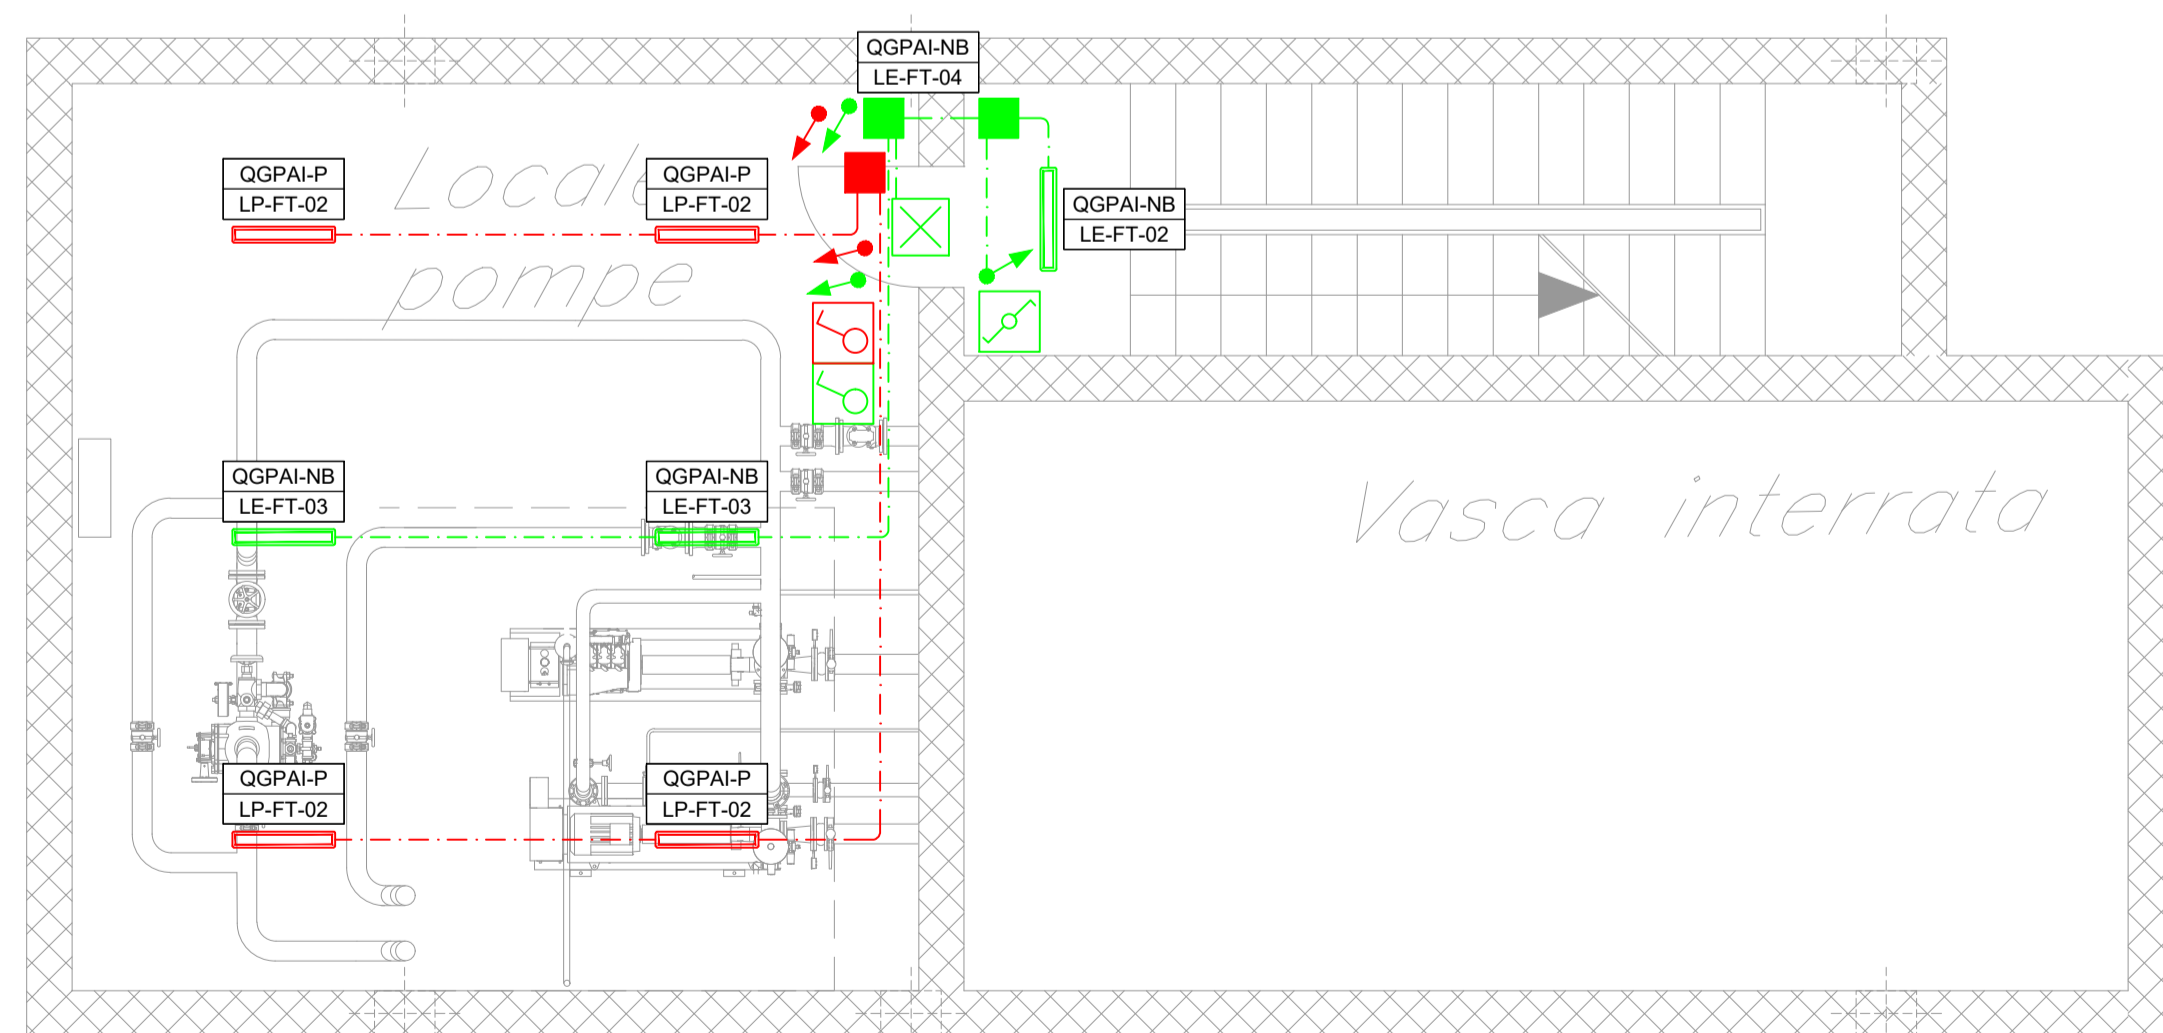 QGPAI-NB
LE-FT-04
QGPAI-P
LP-FT-02
Locale
QGPAI-P
LP-FT-02
QGPAI-NB
LE-FT-02
pompe
QGPAI-NB
LE-FT-03
QGPAI-NB
LE-FT-03
Vasca interrata
QGPAI-P
LP-FT-02
QGPAI-P
LP-FT-02